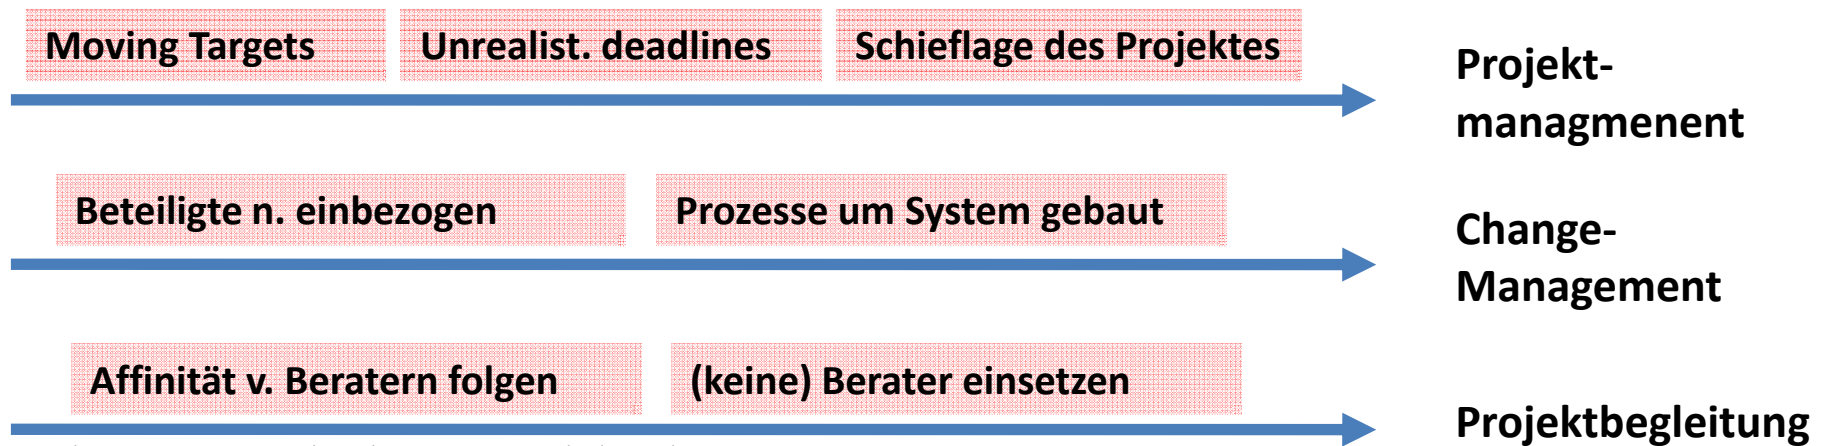 Moving Targets
Unrealist. deadlines
Schieflage des Projektes
Projekt-
managmenent
Beteiligte n. einbezogen
Prozesse um System gebaut
Change-
Management
Affinität v. Beratern folgen
(keine) Berater einsetzen
Projektbegleitung